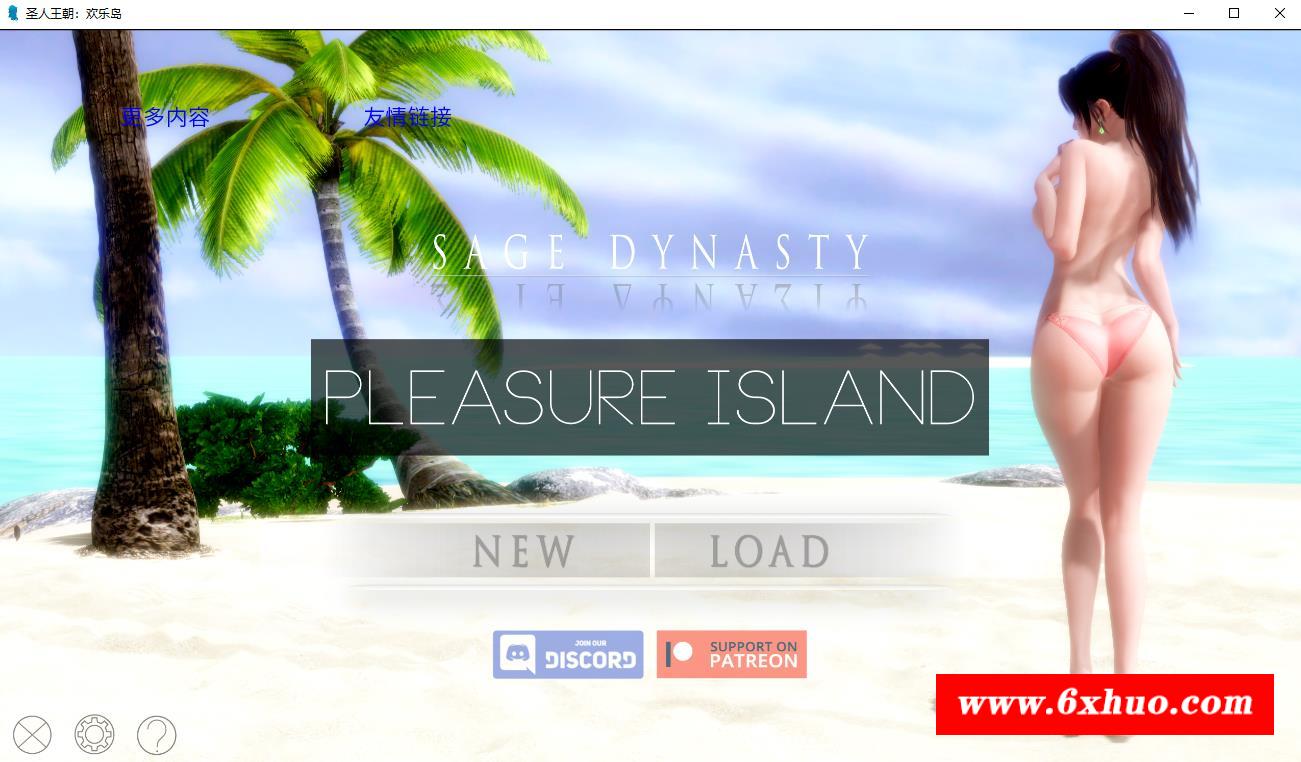 圣人王朝：欢乐岛
更多内容
友情链接
SAGE DYNASTY
PLEASURE ISLAND
NEW
LOAD
JOIN OUR
DISCORD
SUPPORT ON
PATREON
www.6xhuo.com